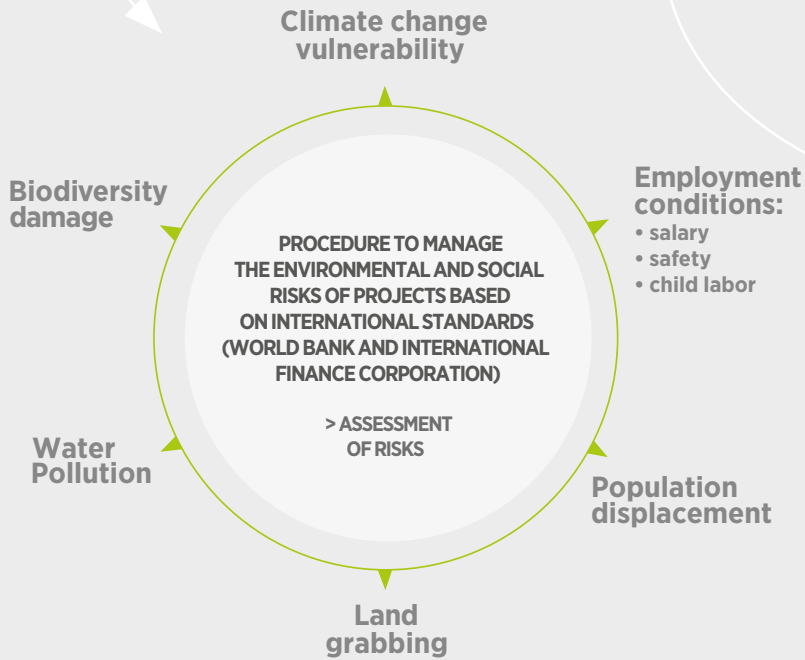 Climate change
vulnerability
Biodiversity
damage
Employment
conditions:
• salary
• safety
• child labor
PROCEDURE TO MANAGE
THE ENVIRONMENTAL AND SOCIAL
RISKS OF PROJECTS BASED
ON INTERNATIONAL STANDARDS
(WORLD BANK AND INTERNATIONAL
FINANCE CORPORATION)
> ASSESSMENT
OF RISKS
Water
Pollution
Population
displacement
Land
grabbing